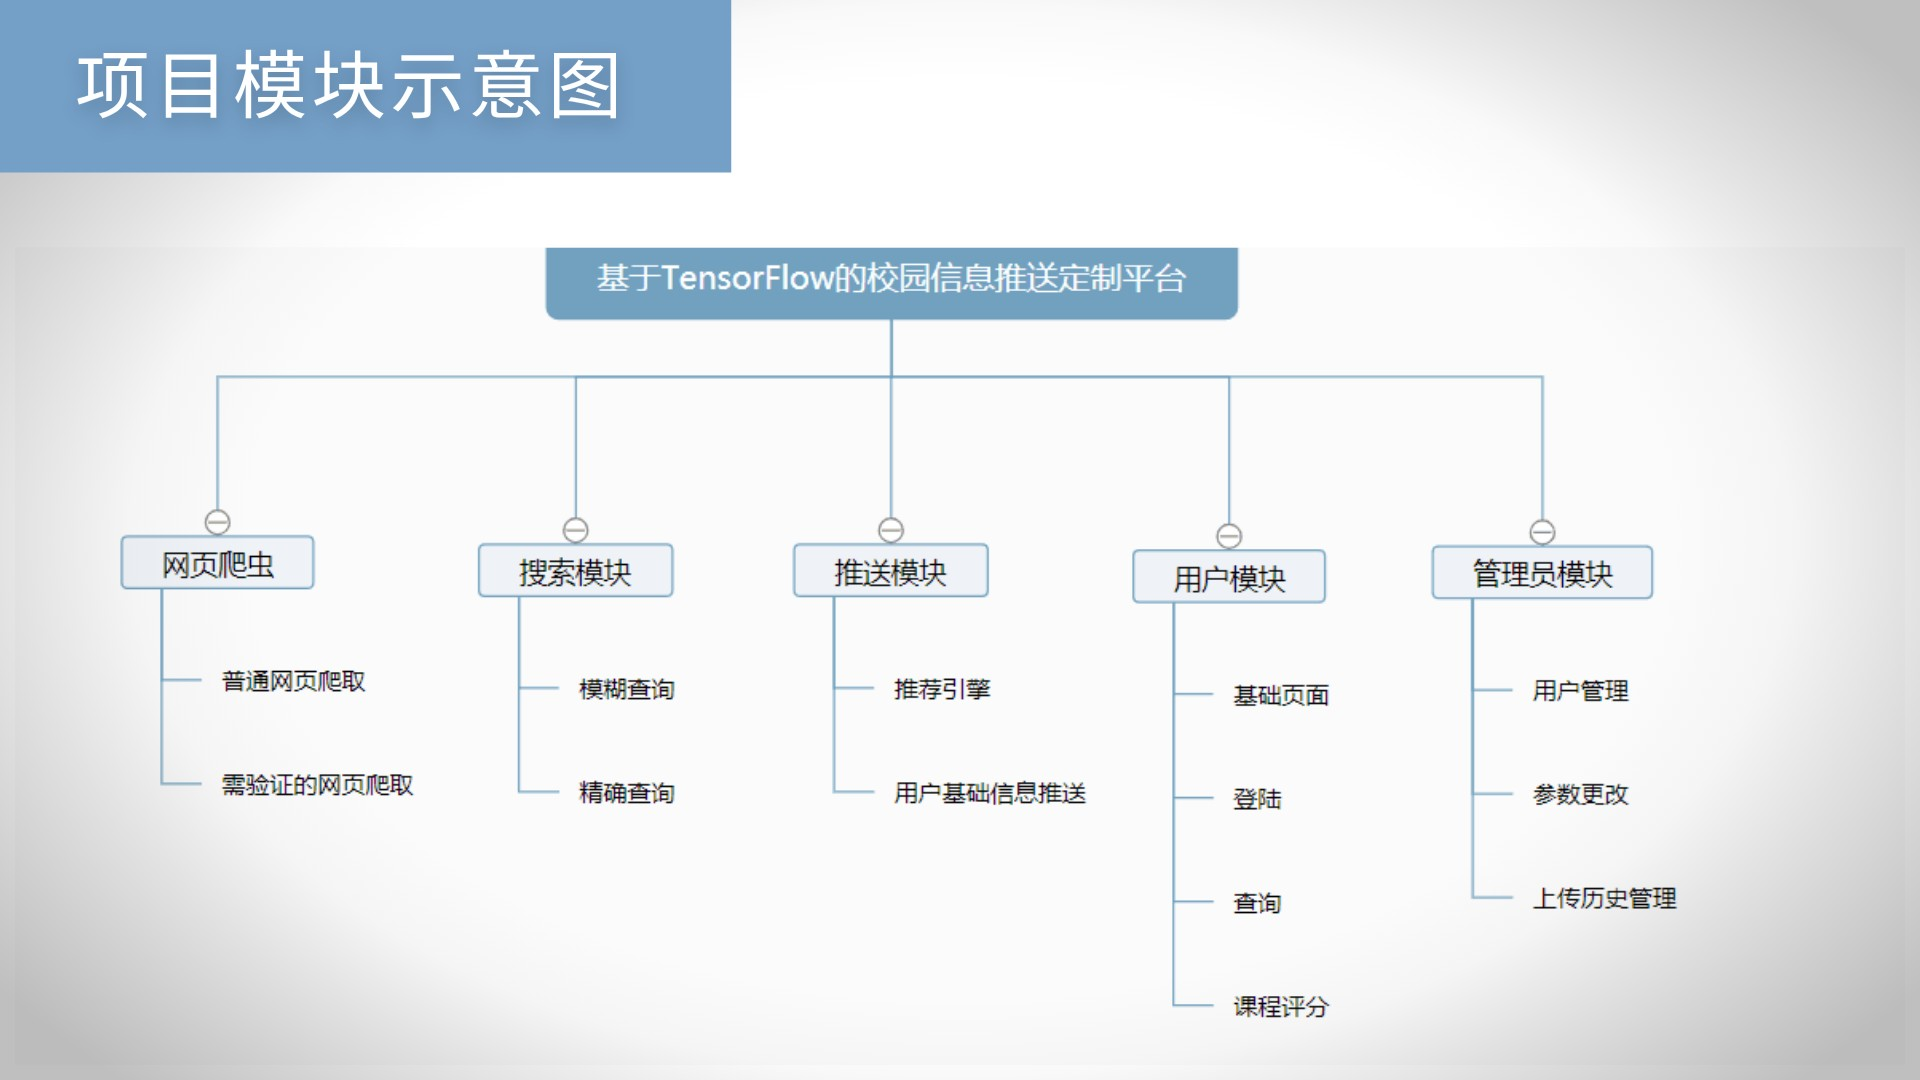 项目模块示意图
基于TensorFlow的校园信息推送定制平台
网页爬虫
普通网页爬取
需验证的网页爬取
搜索模块
模糊查询
精确查询
推送模块
推荐引擎
用户基础信息推送
用户模块
基础页面
登陆
查询
课程评分
管理员模块
用户管理
参数更改
上传历史管理